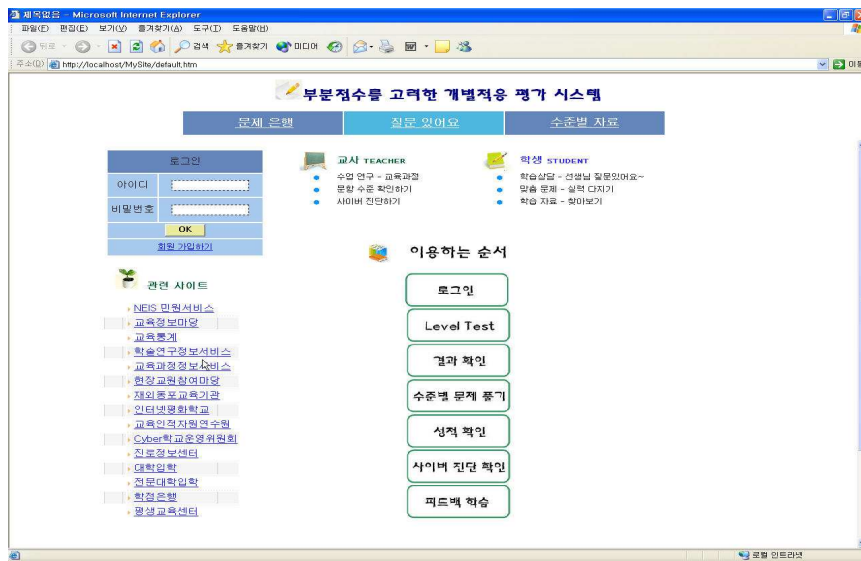 제목없음 - Microsoft Internet Explorer
파일(F) 편집(E) 보기(V) 즐겨찾기(A) 도구(T) 도움말(H)
뒤로 검색 즐겨찾기 미디어
주소(D) http://localhost/MySite/default.htm
부분점수를 고려한 개별적응 평가 시스템
문제 은행 질문 있어요 수준별 자료
로그인
아이디
비밀번호
OK
회원 가입하기
교사 TEACHER
수업 연구 - 교육과정
문항 수준 확인하기
사이버 진단하기
학생 STUDENT
학습상담 - 선생님 질문있어요~
맞춤 문제 - 실력 다지기
학습 자료 - 찾아보기
관련 사이트
NEIS 민원서비스
교육정보마당
교육통계
학술연구정보서비스
교육과정정보서비스
현장교원참여마당
재외동포교육기관
인터넷평화학교
교육인적자원연수원
Cyber학교운영위원회
진로정보센터
대학입학
전문대학입학
학점은행
평생교육센터
이용하는 순서
로그인
Level Test
결과 확인
수준별 문제 풀기
성적 확인
사이버 진단 확인
피드백 학습
로컬 인트라넷